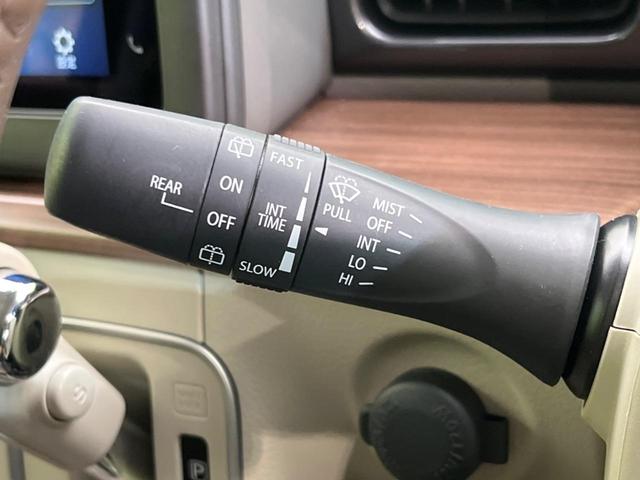 設定
REAR
ON
OFF
FAST
INT
TIME
SLOW
PULL
MIST
OFF
INT
LO
HI
S
P